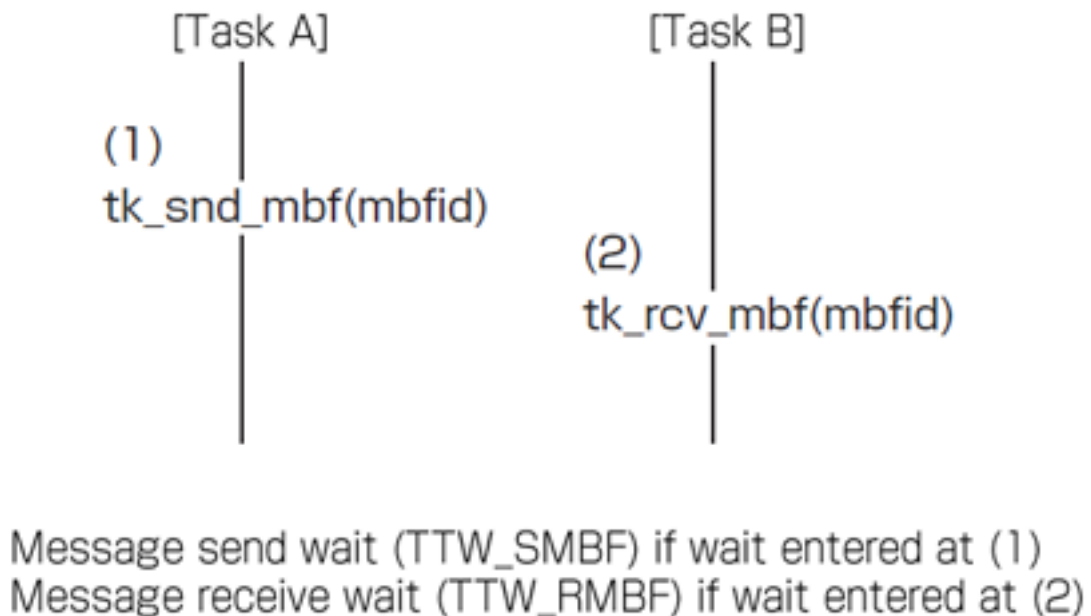 [Task A] [Task B]
(1)
tk_snd_mbf(mbfid)
(2)
tk_rcv_mbf(mbfid)
Message send wait (TTW_SMBF) if wait entered at (1)
Message receive wait (TTW_RMBF) if wait entered at (2)